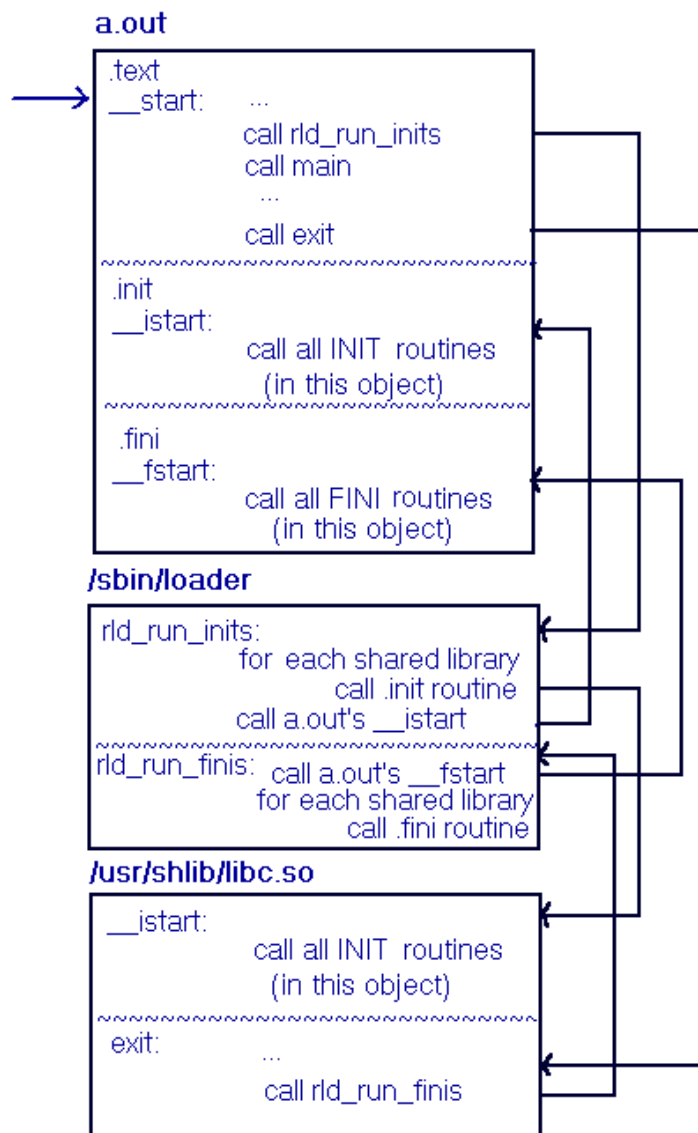 a.out
.text
__start: ...
call rld_run_inits
call main
...
call exit
~~~~~~~~~~~~~~~~~~~~~~~~~~~~
.init
__istart:
call all INIT routines
(in this object)
~~~~~~~~~~~~~~~~~~~~~~~~~~~~
.fini
__fstart:
call all FINI routines
(in this object)
/sbin/loader
rld_run_inits:
for each shared library
call .init routine
call a.out's __istart
~~~~~~~~~~~~~~~~~~~~~~~~~~~~
rld_run_finis: call a.out's __fstart
for each shared library
call .fini routine
/usr/shlib/libc.so
__istart:
call all INIT routines
(in this object)
~~~~~~~~~~~~~~~~~~~~~~~~~~~~
exit: ...
call rld_run_finis